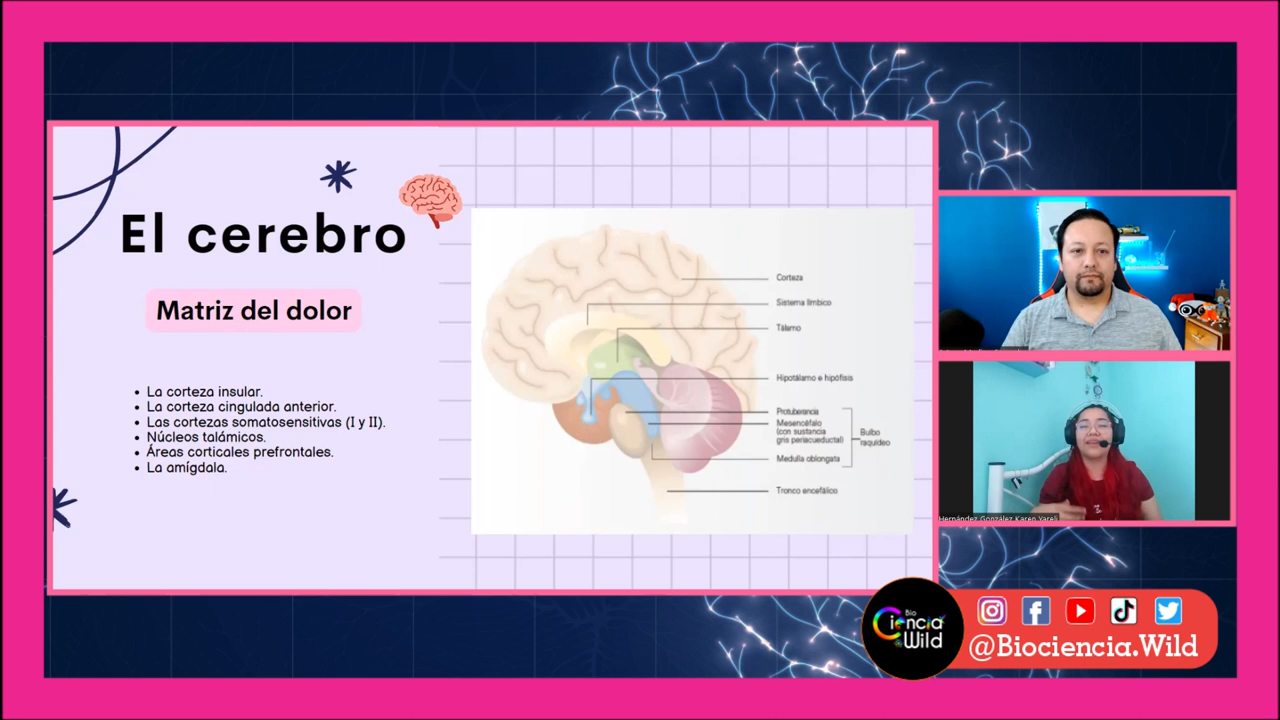 El cerebro
Matriz del dolor
• La corteza insular.
• La corteza cingulada anterior.
• Las cortezas somatosensitivas (I y II).
• Núcleos talámicos.
• Áreas corticales prefrontales.
• La amígdala.
Corteza
Sistema límbico
Tálamo
Hipotálamo e hipófisis
Protuberancia
Mesencéfalo
(con sustancia
gris periacueductal)
Bulbo
raquídeo
Medulla oblongata
Tronco encefálico
Hernández González Karen Yareli
Bio
Ciencia
Wild
@Biociencia.Wild